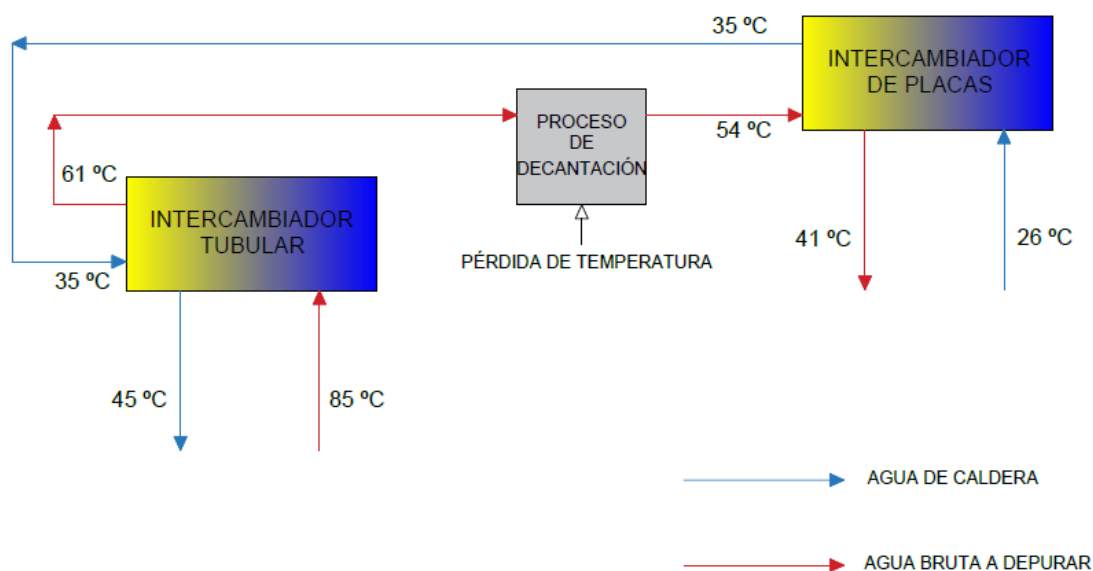 35 ºC
INTERCAMBIADOR
DE PLACAS
PROCESO
DE
DECANTACIÓN
54 ºC
61 ºC
INTERCAMBIADOR
TUBULAR
41 ºC
26 ºC
PÉRDIDA DE TEMPERATURA
35 ºC
45 ºC
85 ºC
AGUA DE CALDERA
AGUA BRUTA A DEPURAR